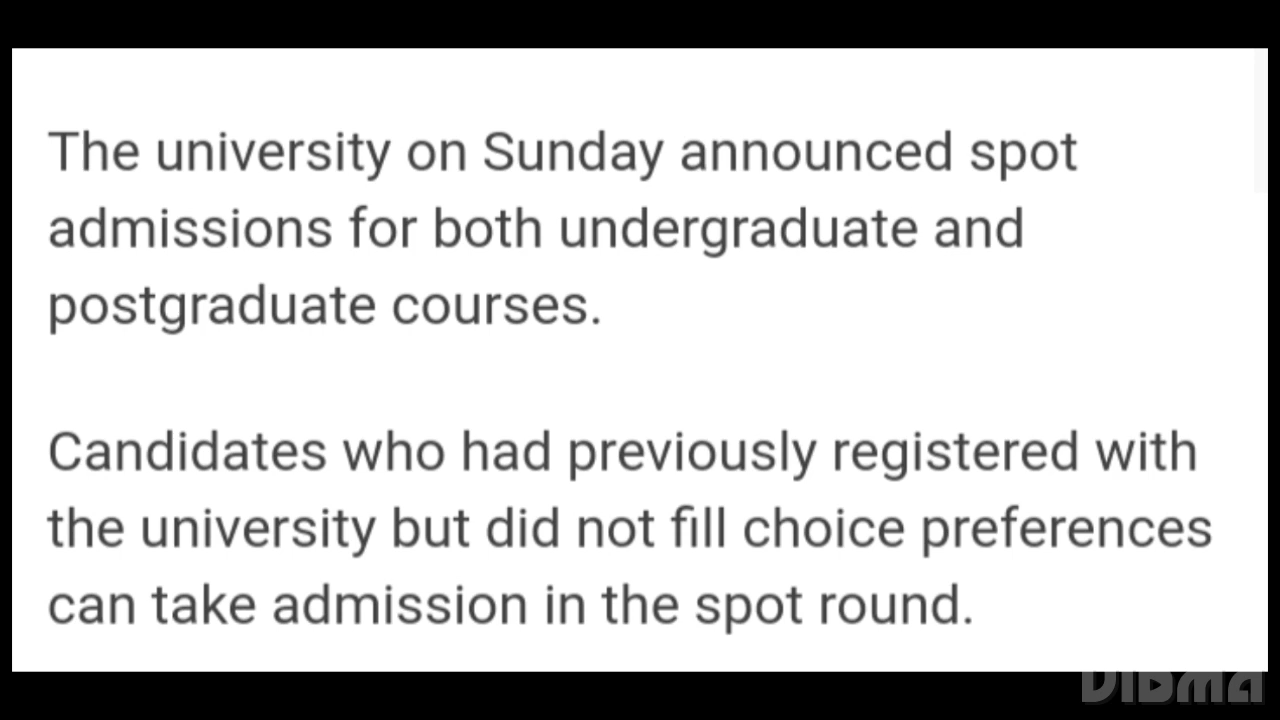 The university on Sunday announced spot
admissions for both undergraduate and
postgraduate courses.
Candidates who had previously registered with
the university but did not fill choice preferences
can take admission in the spot round.